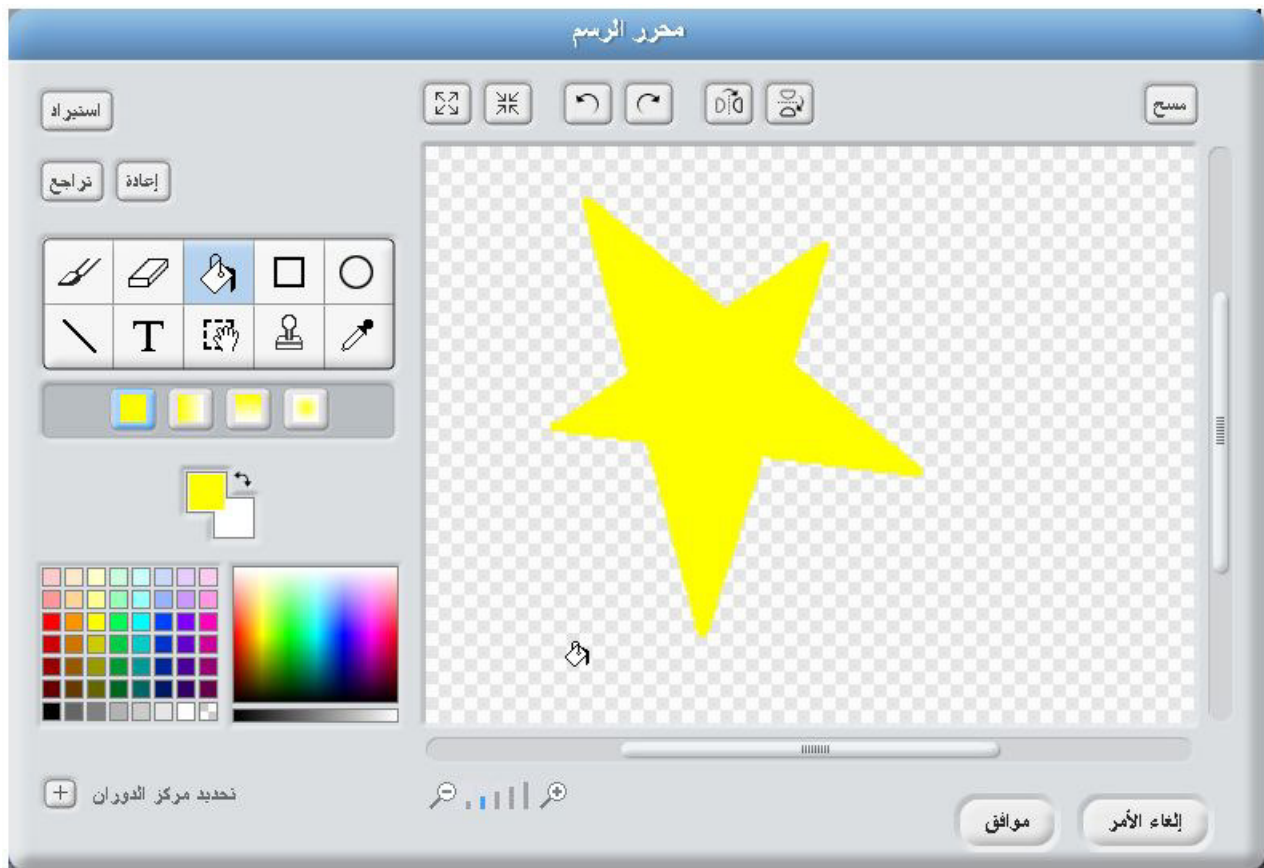 محرر الرسم
استيراد
مسح
تراجع
إعادة
T
تحديد مركز الدوران
موافق
إلغاء الأمر